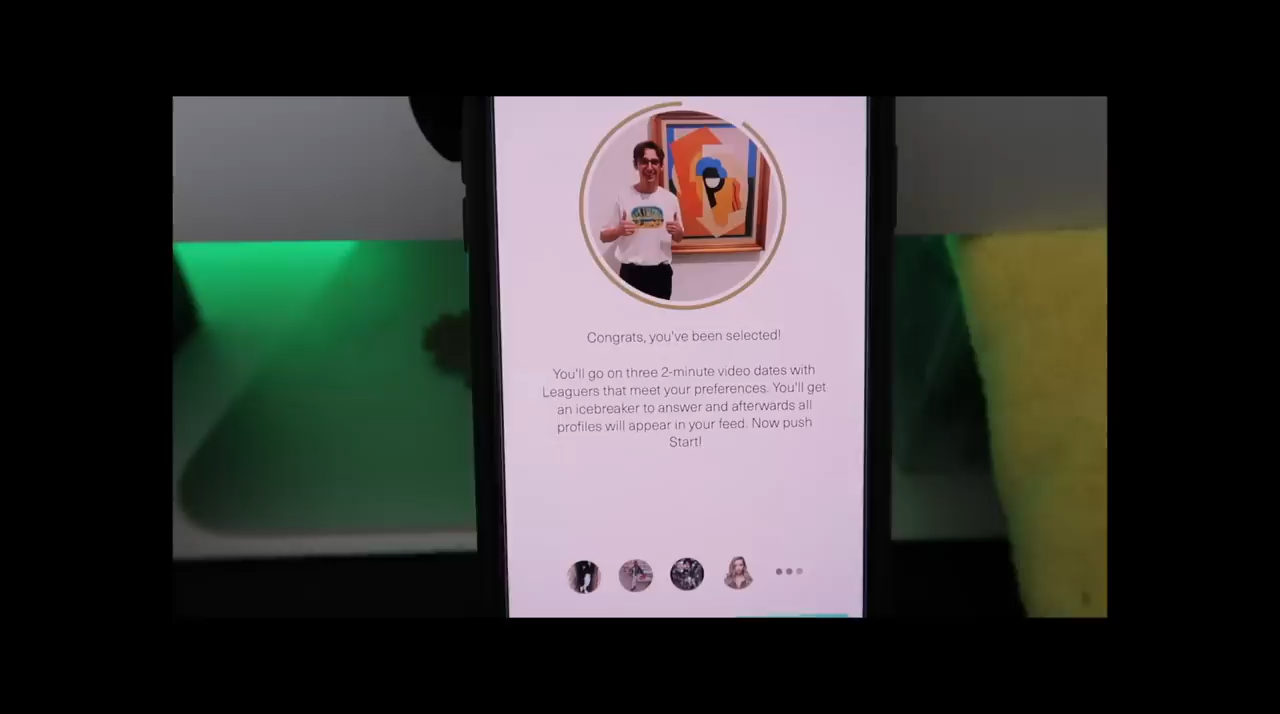 Congrats, you've been selected!
You'll go on three 2-minute video dates with
Leaguers that meet your preferences. You'll get
an icebreaker to answer and afterwards all
profiles will appear in your feed. Now push
Start!